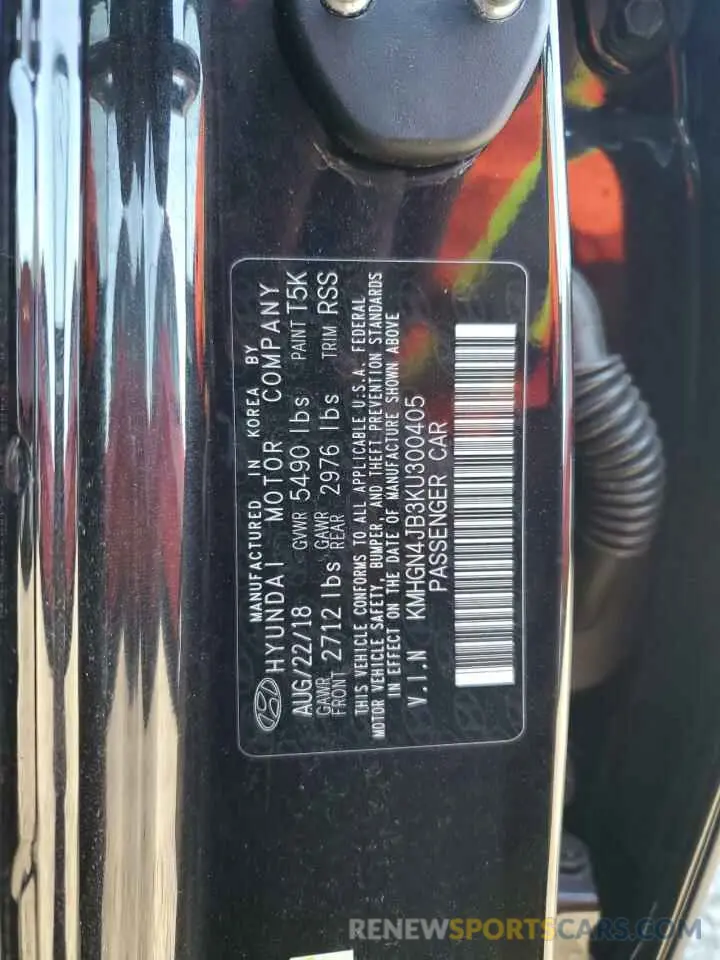 MANUFACTURED IN KOREA BY
HYUNDAI MOTOR COMPANY
AUG/22/18 GVWR 5490 lbs PAINT T5K
GAWR FRONT 2712 lbs GAWR REAR 2976 lbs TRIM RSS
THIS VEHICLE CONFORMS TO ALL APPLICABLE U.S.A. FEDERAL
MOTOR VEHICLE SAFETY, BUMPER, AND THEFT PREVENTION STANDARDS
IN EFFECT ON THE DATE OF MANUFACTURE SHOWN ABOVE
V.I.N KMHGN4JB3KU300405
PASSENGER CAR
RENEWSPORTSCARS.COM